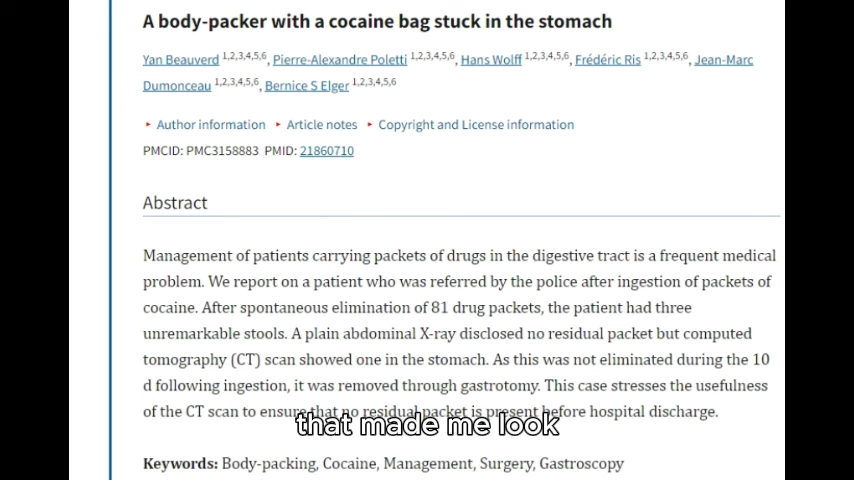 A body-packer with a cocaine bag stuck in the stomach
Yan Beauverd 1,2,3,4,5,6, Pierre-Alexandre Poletti 1,2,3,4,5,6, Hans Wolff 1,2,3,4,5,6, Frédéric Ris 1,2,3,4,5,6, Jean-Marc
Dumonceau 1,2,3,4,5,6, Bernice S Elger 1,2,3,4,5,6
Author information Article notes Copyright and License information
PMCID: PMC3158883 PMID: 21860710
Abstract
Management of patients carrying packets of drugs in the digestive tract is a frequent medical
problem. We report on a patient who was referred by the police after ingestion of packets of
cocaine. After spontaneous elimination of 81 drug packets, the patient had three
unremarkable stools. A plain abdominal X-ray disclosed no residual packet but computed
tomography (CT) scan showed one in the stomach. As this was not eliminated during the 10
d following ingestion, it was removed through gastrotomy. This case stresses the usefulness
of the CT scan to ensure that no residual packet is present before hospital discharge.
that made me look
Keywords: Body-packing, Cocaine, Management, Surgery, Gastroscopy